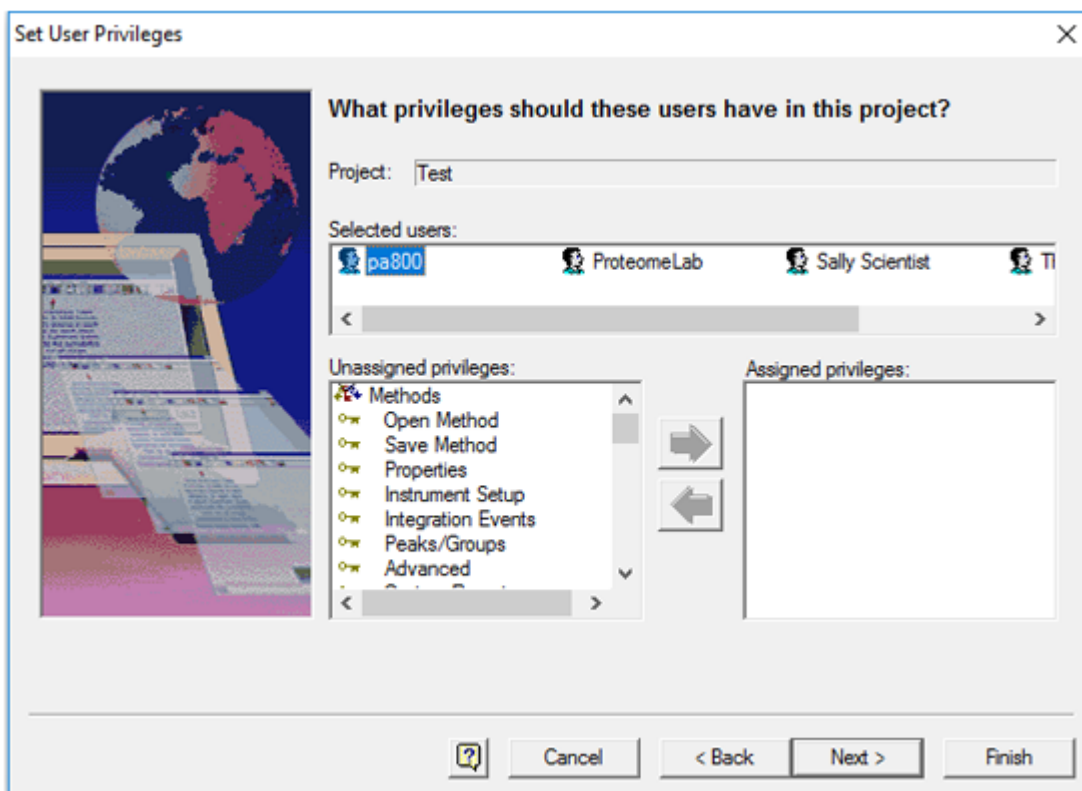 Set User Privileges
What privileges should these users have in this project?
Project: Test
Selected users:
pa800 ProteomeLab Sally Scientist
Unassigned privileges: Assigned privileges:
Methods
Open Method
Save Method
Properties
Instrument Setup
Integration Events
Peaks/Groups
Advanced
Cancel < Back Next > Finish